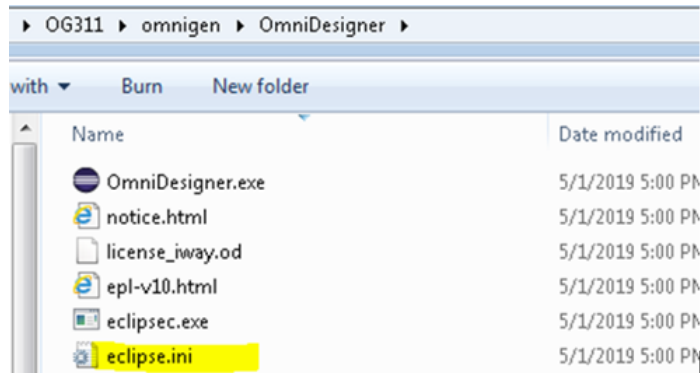 OG311 omnigen OmniDesigner
with Burn New folder
Name Date modified
OmniDesigner.exe 5/1/2019 5:00 PM
notice.html 5/1/2019 5:00 PM
license_iway.od 5/1/2019 5:00 PM
epl-v10.html 5/1/2019 5:00 PM
eclipsec.exe 5/1/2019 5:00 PM
eclipse.ini 5/1/2019 5:00 PM